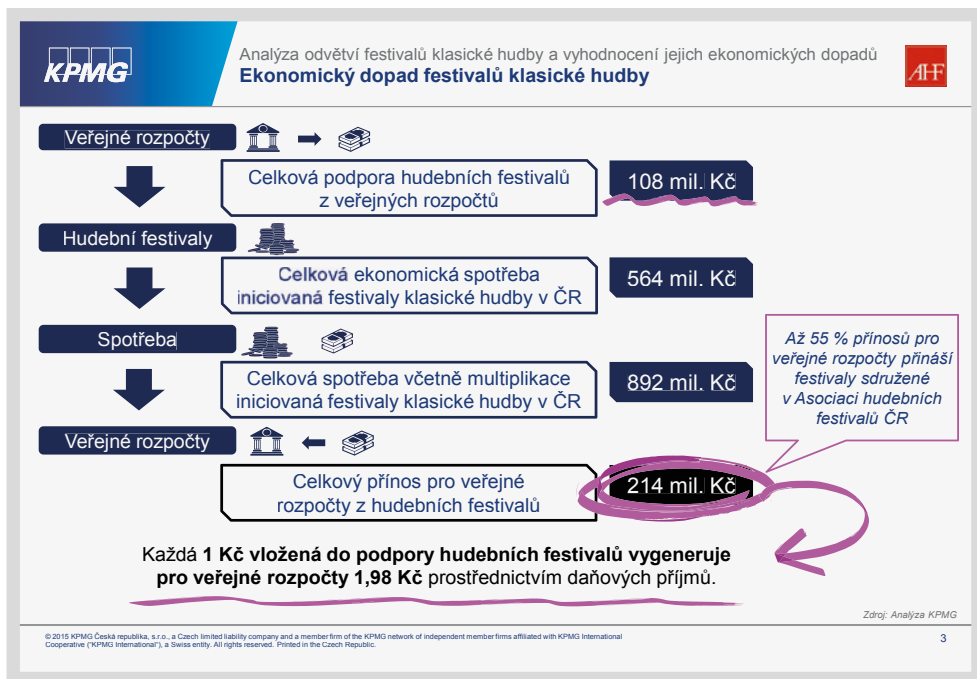 KPMG
Analýza odvětví festivalů klasické hudby a vyhodnocení jejich ekonomických dopadů
Ekonomický dopad festivalů klasické hudby
AHF
Veřejné rozpočty
Celková podpora hudebních festivalů
z veřejných rozpočtů
108 mil. Kč
Hudební festivaly
Celková ekonomická spotřeba
iniciovaná festivaly klasické hudby v ČR
564 mil. Kč
Spotřeba
Celková spotřeba včetně multiplikace
iniciovaná festivaly klasické hudby v ČR
892 mil. Kč
Až 55 % přínosů pro
veřejné rozpočty přináší
festivaly sdružené
v Asociaci hudebních
festivalů ČR
Veřejné rozpočty
Celkový přínos pro veřejné
rozpočty z hudebních festivalů
214 mil. Kč
Každá 1 Kč vložená do podpory hudebních festivalů vygeneruje
pro veřejné rozpočty 1,98 Kč prostřednictvím daňových příjmů.
Zdroj: Analýza KPMG
© 2015 KPMG Česká republika, s.r.o., a Czech limited liability company and a member firm of the KPMG network of independent member firms affiliated with KPMG International
Cooperative ("KPMG International"), a Swiss entity. All rights reserved. Printed in the Czech Republic.
3